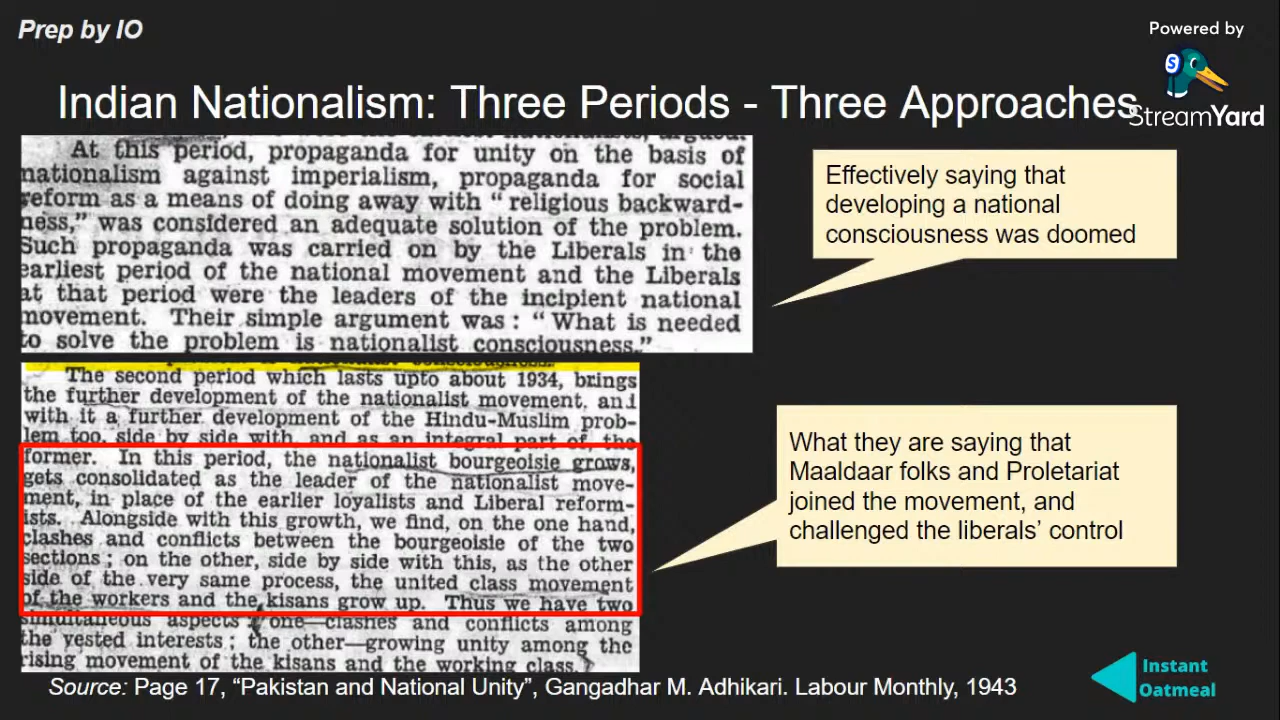 Prep by IO
Powered by
S
StreamYard
Indian Nationalism: Three Periods - Three Approaches
At this period, propaganda for unity on the basis of
nationalism against imperialism, propaganda for social
reform as a means of doing away with “ religious backward-
ness,” was considered an adequate solution of the problem.
Such propaganda was carried on by the Liberals in the
earliest period of the national movement and the Liberals
at that period were the leaders of the incipient national
movement. Their simple argument was : “ What is needed
to solve the problem is nationalist consciousness.”
Effectively saying that
developing a national
consciousness was doomed
The second period which lasts upto about 1934, brings
the further development of the nationalist movement, and
with it a further development of the Hindu-Muslim prob-
lem too, side by side with, and as an integral part of, the
former. In this period, the nationalist bourgeoisie grows,
gets consolidated as the leader of the nationalist move-
ment, in place of the earlier loyalists and Liberal reform-
ists. Alongside with this growth, we find, on the one hand,
clashes and conflicts between the bourgeoisie of the two
sections ; on the other, side by side with this, as the other
side of the very same process, the united class movement
of the workers and the kisans grow up. Thus we have two
simultaneous aspects : one—clashes and conflicts among
the vested interests ; the other—growing unity among the
rising movement of the kisans and the working class.
What they are saying that
Maaldaar folks and Proletariat
joined the movement, and
challenged the liberals’ control
Source: Page 17, “Pakistan and National Unity”, Gangadhar M. Adhikari. Labour Monthly, 1943
Instant
Oatmeal